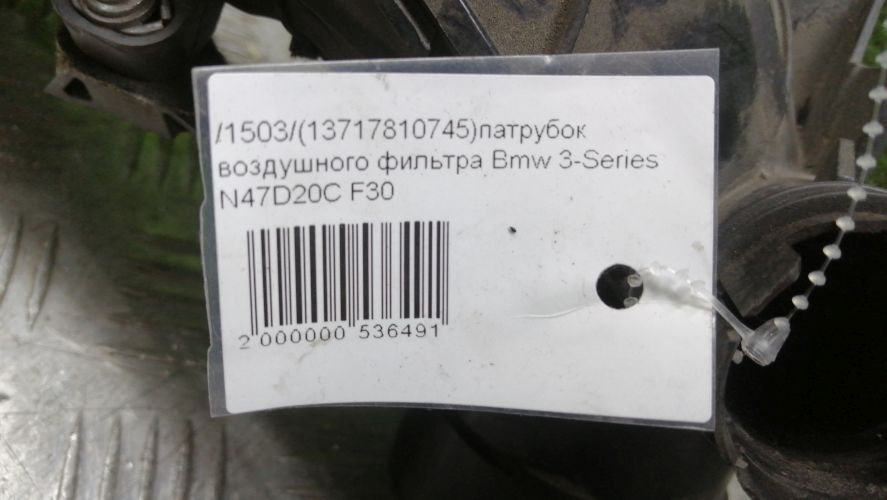 /1503/(13717810745)патрубок
воздушного фильтра Bmw 3-Series
N47D20C F30
2 000000 536491